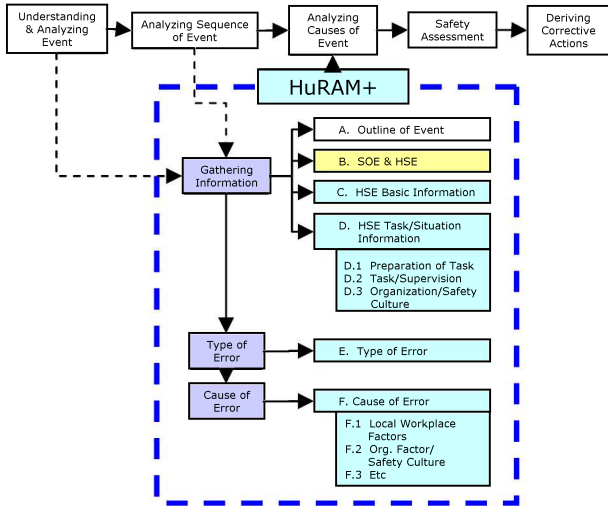 Understanding
& Analyzing
Event
Analyzing Sequence
of Event
Analyzing
Causes of
Event
Safety
Assessment
Deriving
Corrective
Actions
HuRAM+
Gathering
Information
A. Outline of Event
B. SOE & HSE
C. HSE Basic Information
D. HSE Task/Situation
Information
D.1 Preparation of Task
D.2 Task/Supervision
D.3 Organization/Safety
Culture
Type of
Error
E. Type of Error
Cause of
Error
F. Cause of Error
F.1 Local Workplace
Factors
F.2 Org. Factor/
Safety Culture
F.3 Etc